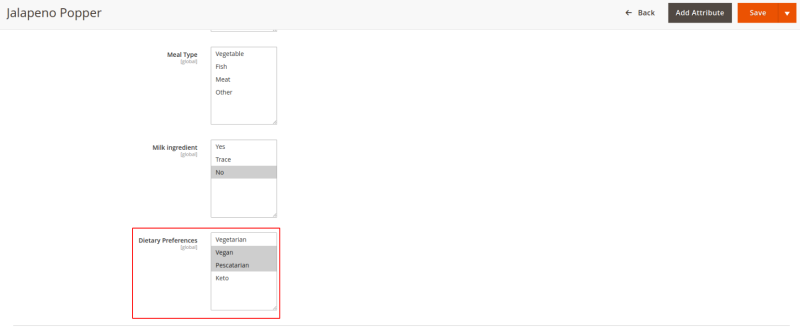 Jalapeno Popper
← Back
Add Attribute
Save
Meal Type
[global]
Vegetable
Fish
Meat
Other
Milk ingredient
[global]
Yes
Trace
No
Dietary Preferences
[global]
Vegetarian
Vegan
Pescatarian
Keto